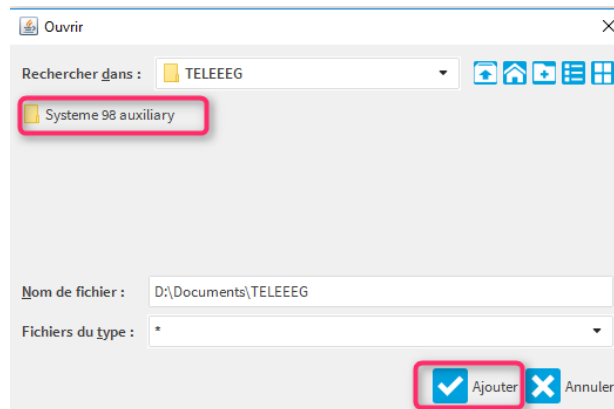 Ouvrir
Rechercher dans : TELEEEG
Systeme 98 auxiliary
Nom de fichier : D:\Documents\TELEEEG
Fichiers du type : *
Ajouter Annuler